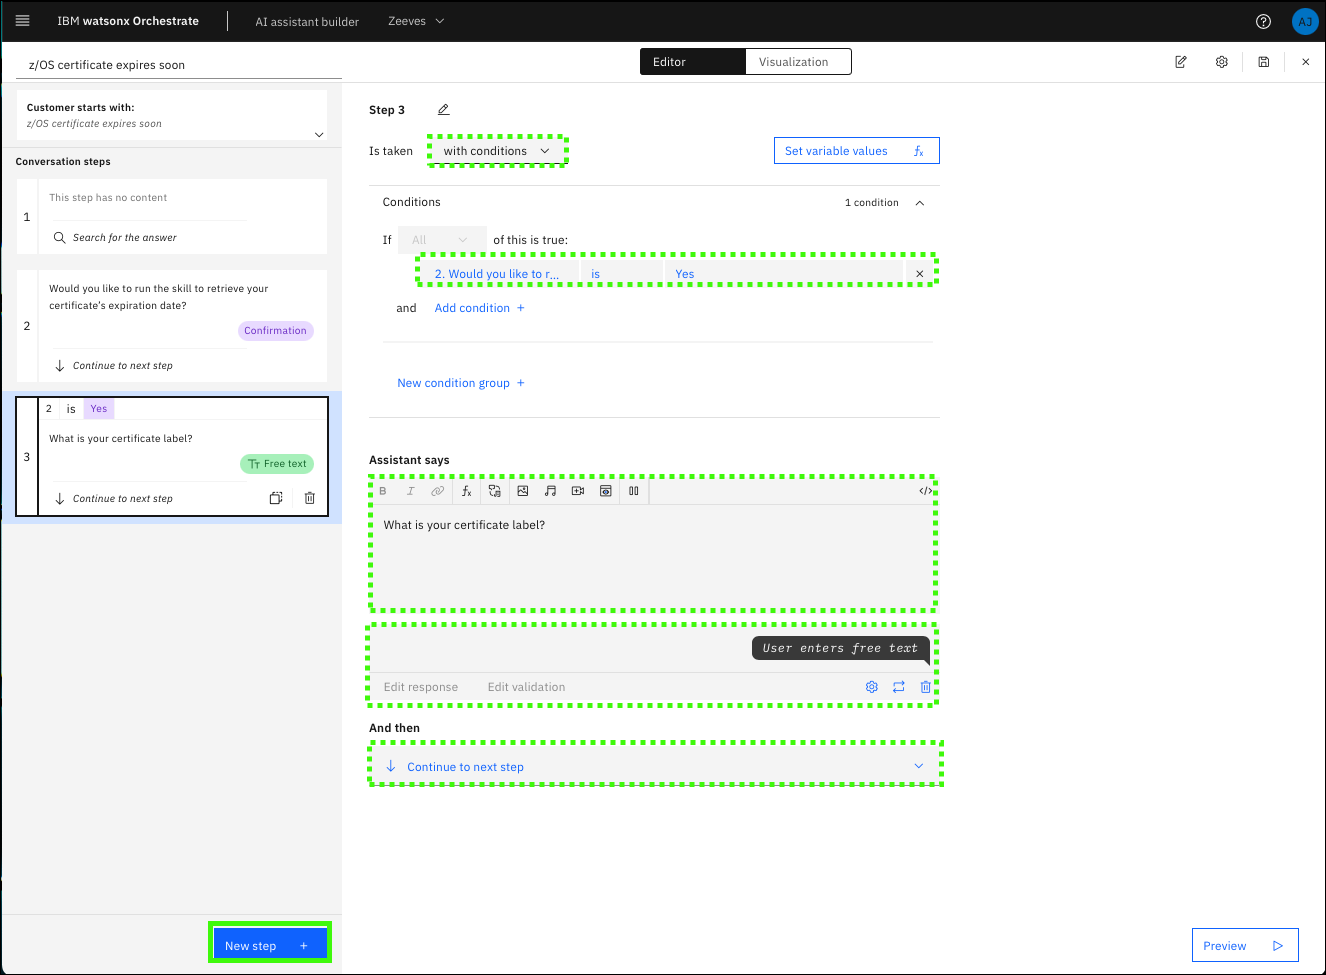 IBM watsonx Orchestrate
AI assistant builder
Zeeves
AJ
z/OS certificate expires soon
Editor
Visualization
Customer starts with:
z/OS certificate expires soon
Conversation steps
1
This step has no content
Search for the answer
2
Would you like to run the skill to retrieve your
certificate's expiration date?
Confirmation
Continue to next step
3
2 is Yes
What is your certificate label?
Free text
Continue to next step
New step +
Step 3
Is taken with conditions
Set variable values fx
Conditions
1 condition
If All of this is true:
2. Would you like to r... is Yes
and Add condition +
New condition group +
Assistant says
B I fx </>
What is your certificate label?
User enters free text
Edit response Edit validation
And then
Continue to next step
Preview